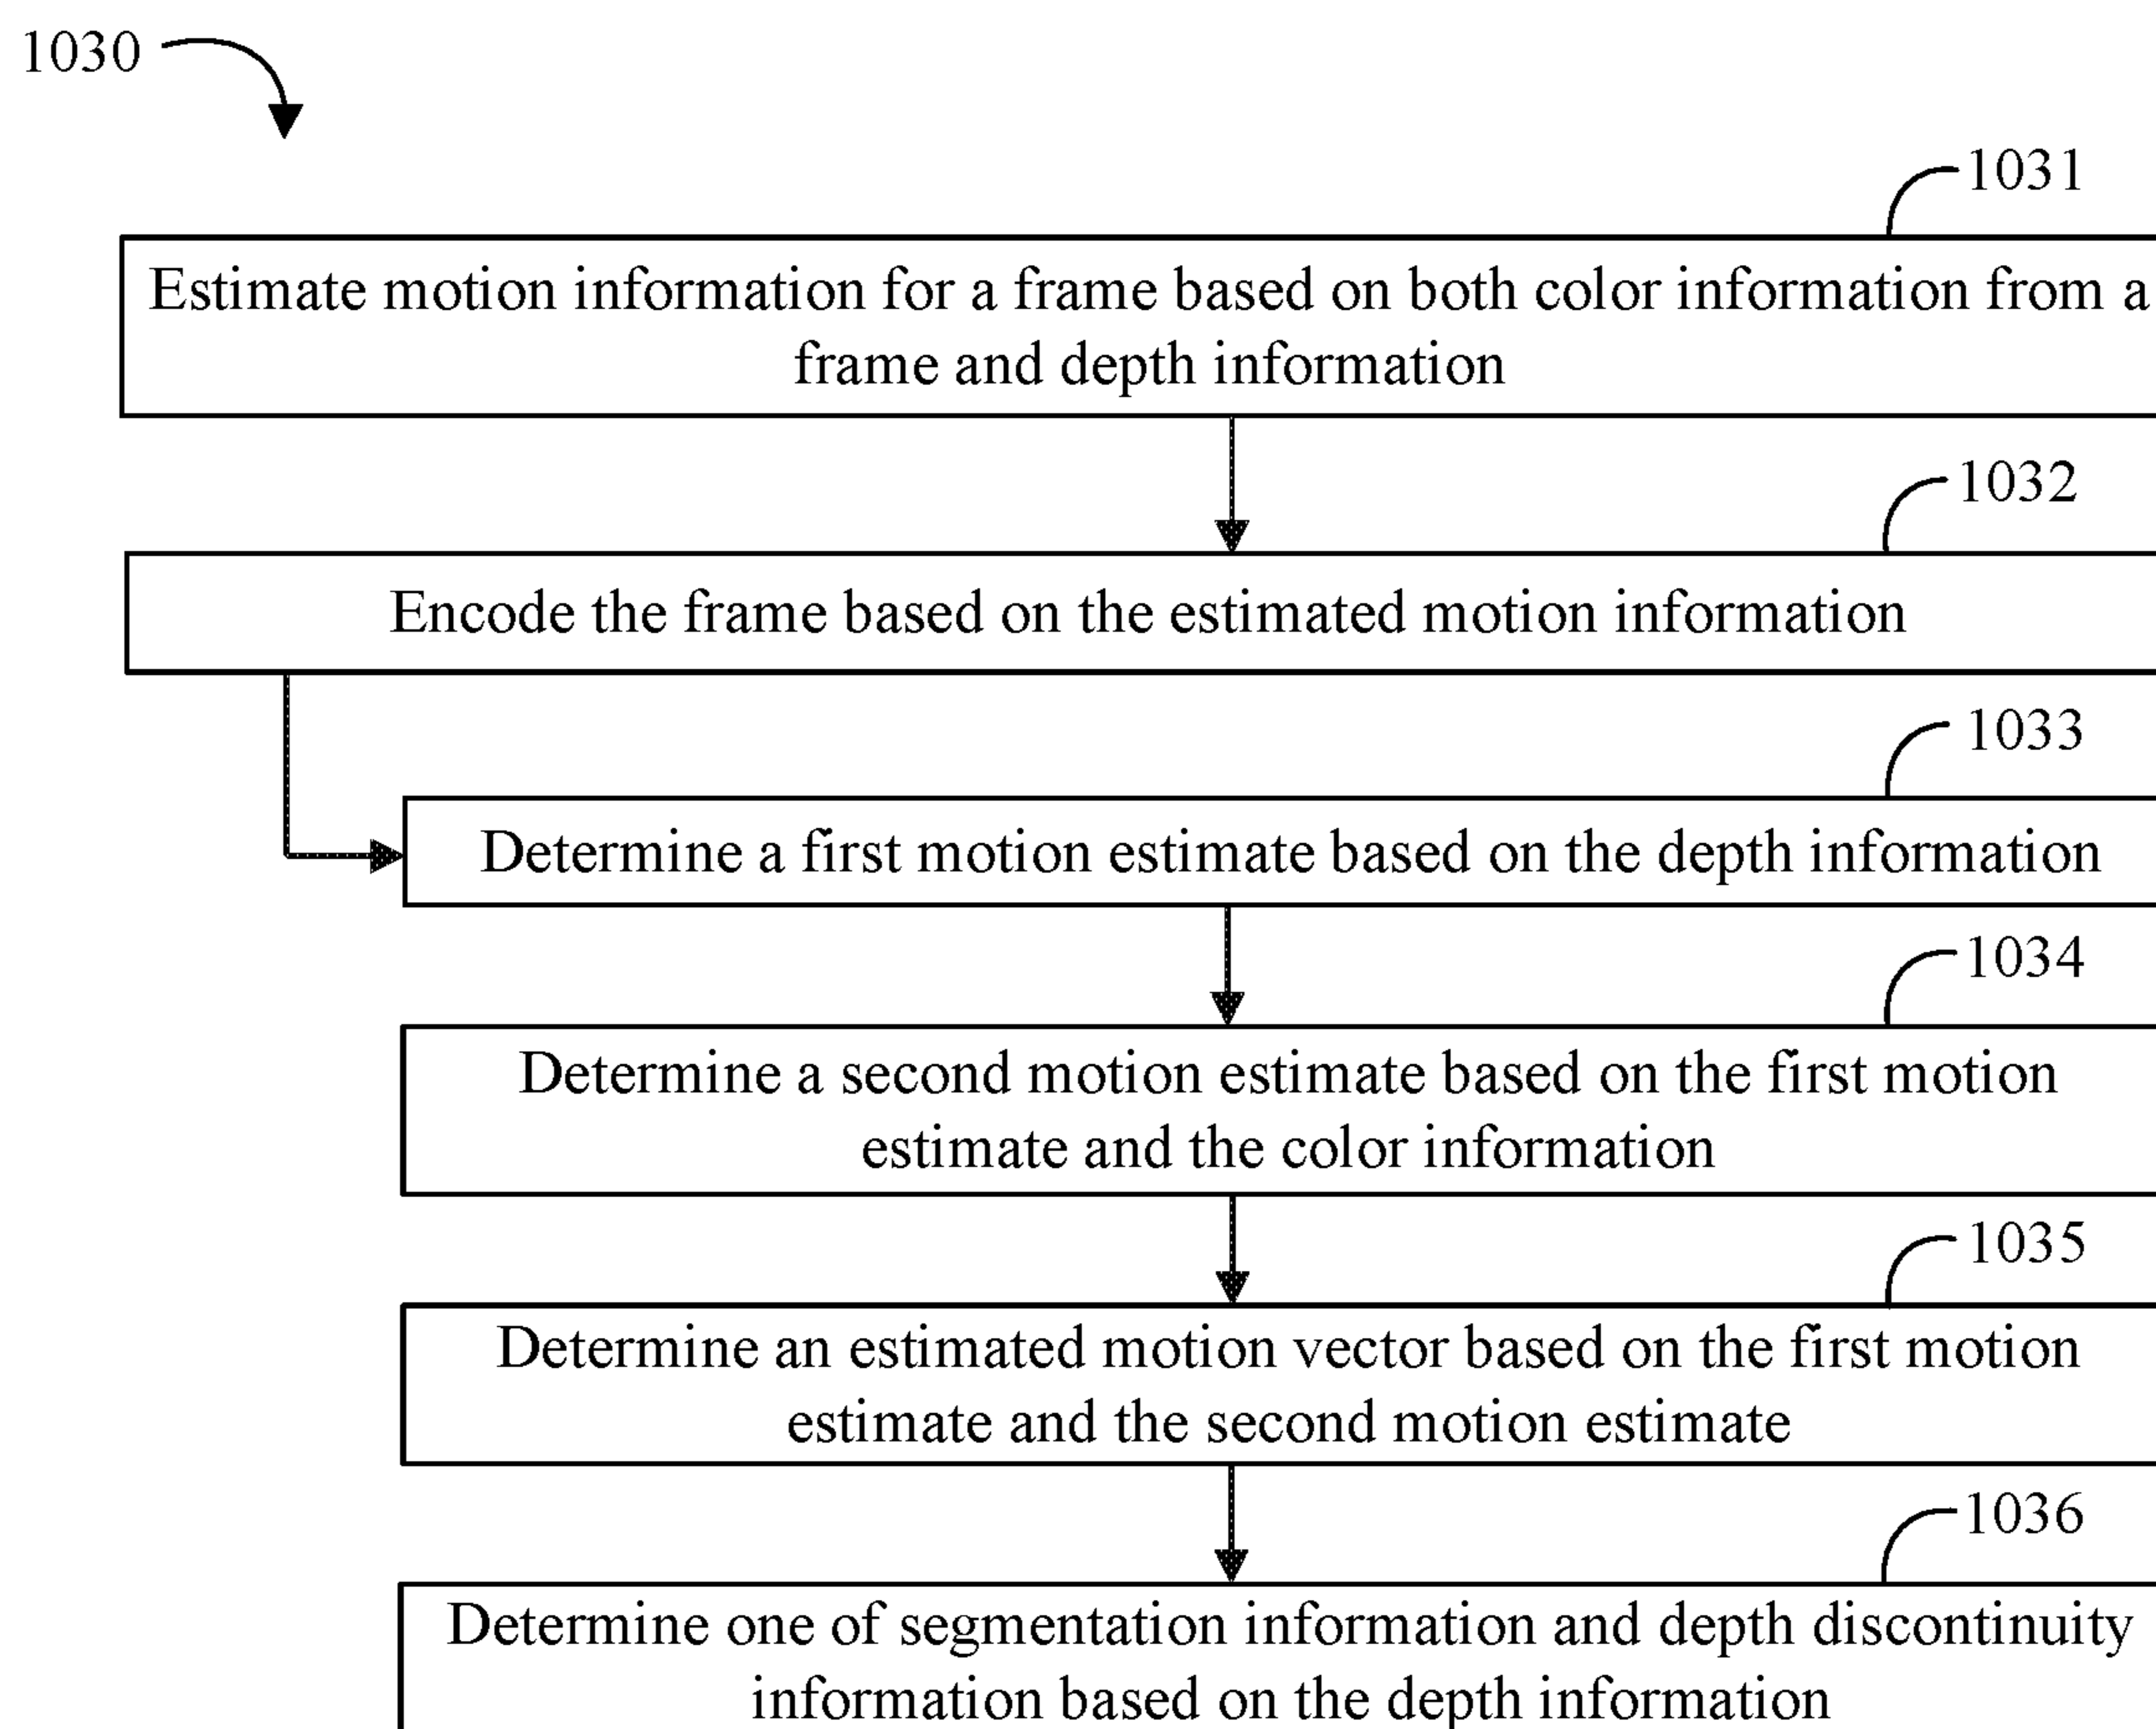 1030
1031
Estimate motion information for a frame based on both color information from a
frame and depth information
1032
Encode the frame based on the estimated motion information
1033
Determine a first motion estimate based on the depth information
1034
Determine a second motion estimate based on the first motion
estimate and the color information
1035
Determine an estimated motion vector based on the first motion
estimate and the second motion estimate
1036
Determine one of segmentation information and depth discontinuity
information based on the depth information